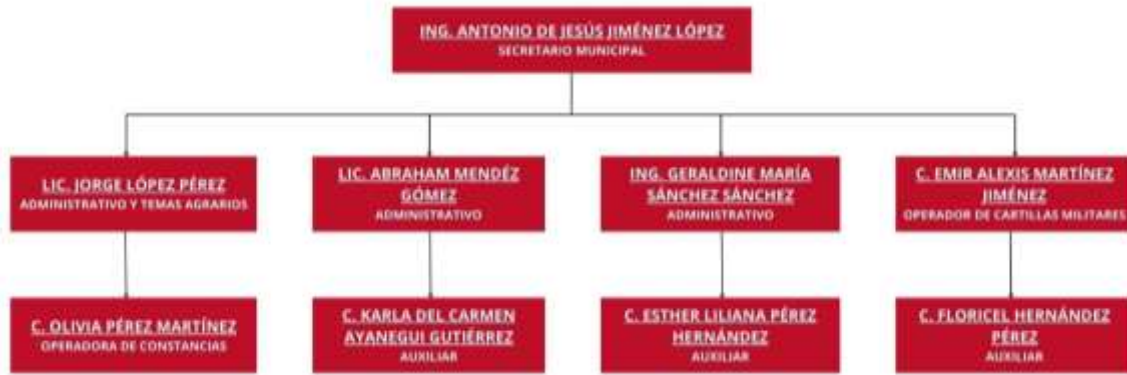 ING. ANTONIO DE JESÚS JIMÉNEZ LÓPEZ
SECRETARIO MUNICIPAL
LIC. JORGE LÓPEZ PÉREZ
ADMINISTRATIVO Y TEMAS AGRARIOS
LIC. ABRAHAM MENDÉZ
GÓMEZ
ADMINISTRATIVO
ING. GERALDINE MARÍA
SÁNCHEZ SÁNCHEZ
ADMINISTRATIVO
C. EMIR ALEXIS MARTÍNEZ
JIMÉNEZ
OPERADOR DE CARTILLAS MILITARES
C. OLIVIA PÉREZ MARTÍNEZ
OPERADORA DE CONSTANCIAS
C. KARLA DEL CARMEN
AYANEGUI GUTIÉRREZ
AUXILIAR
C. ESTHER LILIANA PÉREZ
HERNÁNDEZ
AUXILIAR
C. FLORICEL HERNÁNDEZ
PÉREZ
AUXILIAR